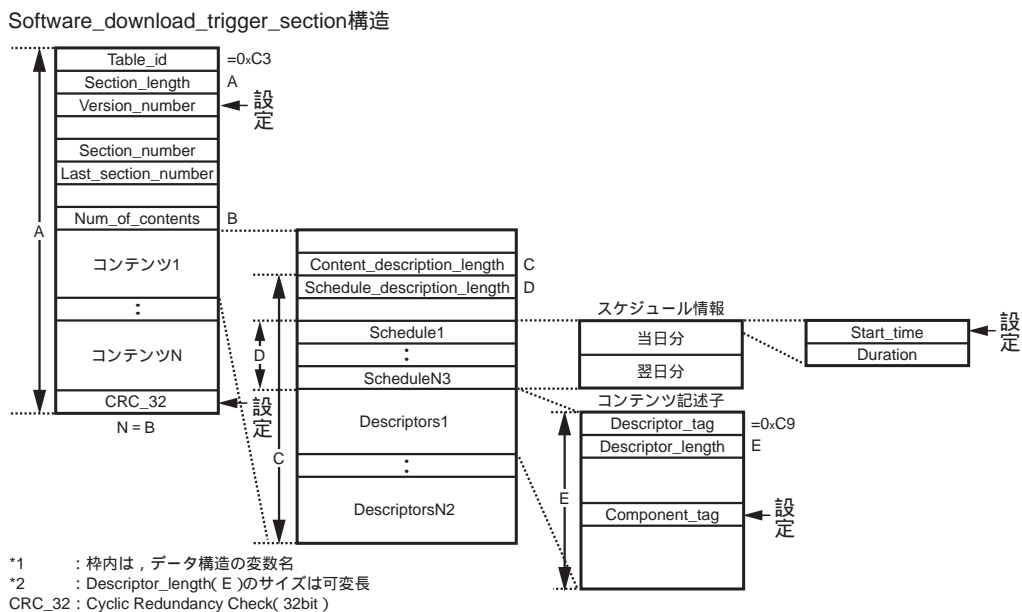 Software_download_trigger_section構造
Table_id
=0xC3
Section_length
A
Version_number
設定
Section_number
Last_section_number
Num_of_contents
B
A
コンテンツ1
:
コンテンツN
CRC_32
設定
N=B
Content_description_length
C
Schedule_description_length
D
Schedule1
:
ScheduleN3
D
Descriptors1
:
DescriptorsN2
C
スケジュール情報
当日分
翌日分
Start_time
設定
Duration
コンテンツ記述子
Descriptor_tag
=0xC9
Descriptor_length
E
E
Component_tag
設定
*1 :枠内は，データ構造の変数名
*2 :Descriptor_length( E )のサイズは可変長
CRC_32:Cyclic Redundancy Check( 32bit )